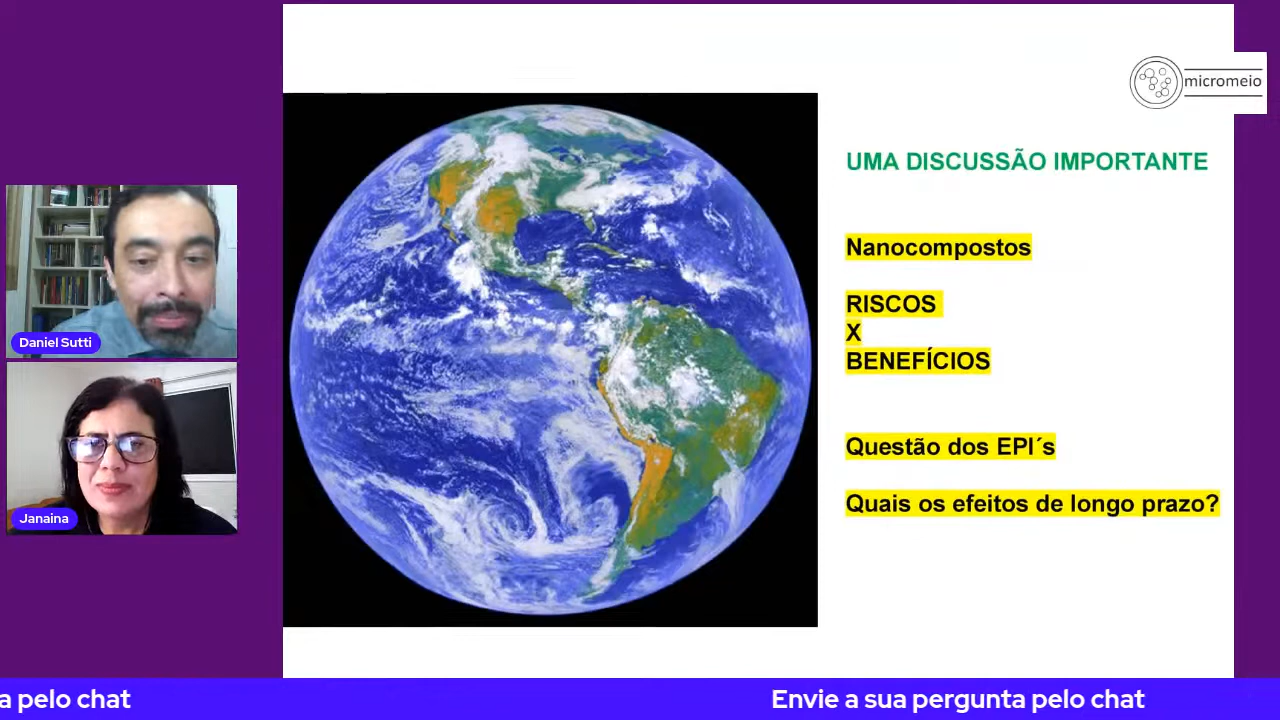 micromeio
UMA DISCUSSÃO IMPORTANTE
Nanocompostos
RISCOS
X
BENEFÍCIOS
Questão dos EPI´s
Quais os efeitos de longo prazo?
Daniel Sutti
Janaina
a pelo chat
Envie a sua pergunta pelo chat